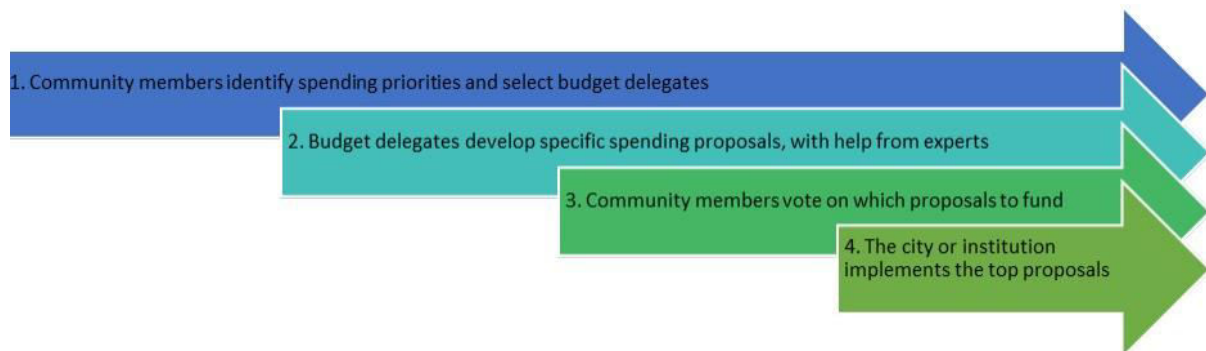 1. Community members identify spending priorities and select budget delegates
2. Budget delegates develop specific spending proposals, with help from experts
3. Community members vote on which proposals to fund
4. The city or institution
implements the top proposals